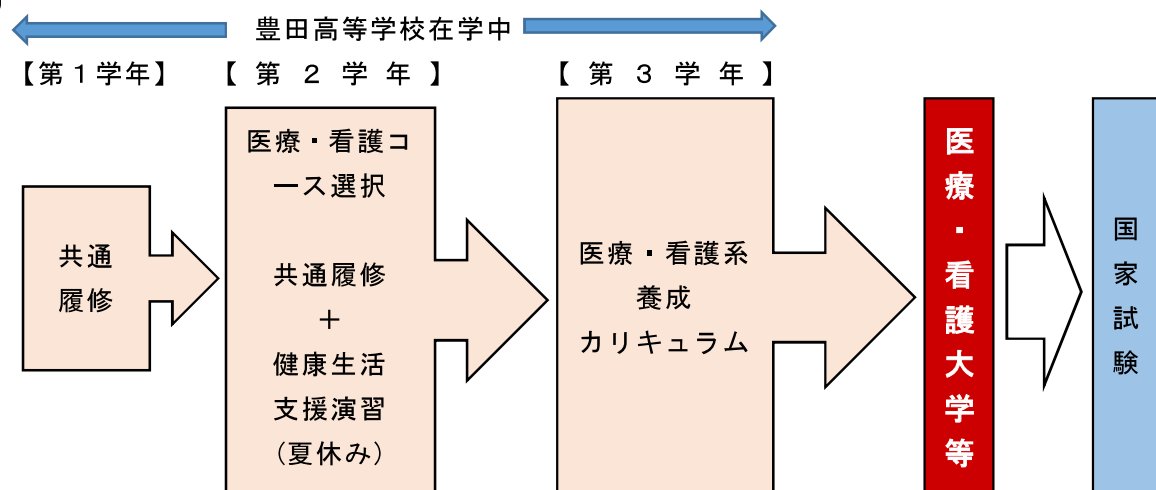 豊田高等学校在学中
【第１学年】
【第２学年】
【第３学年】
共通
履修
医療・看護コ
ース選択
共通履修
＋
健康生活
支援演習
（夏休み）
医療・看護系
養成
カリキュラム
医療・看護大学等
国家試験